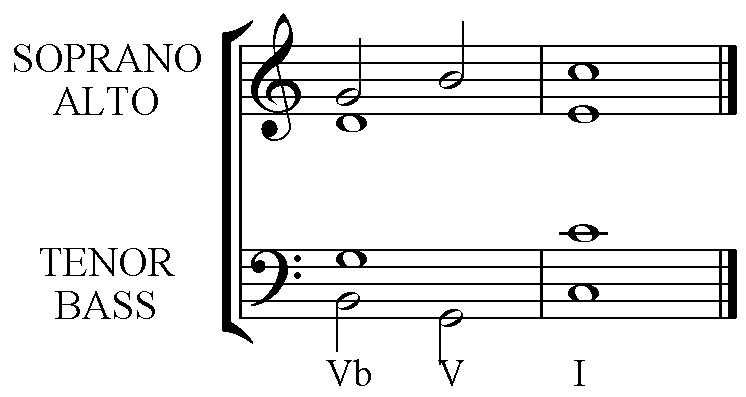 SOPRANO
ALTO
TENOR
BASS
Vb V I